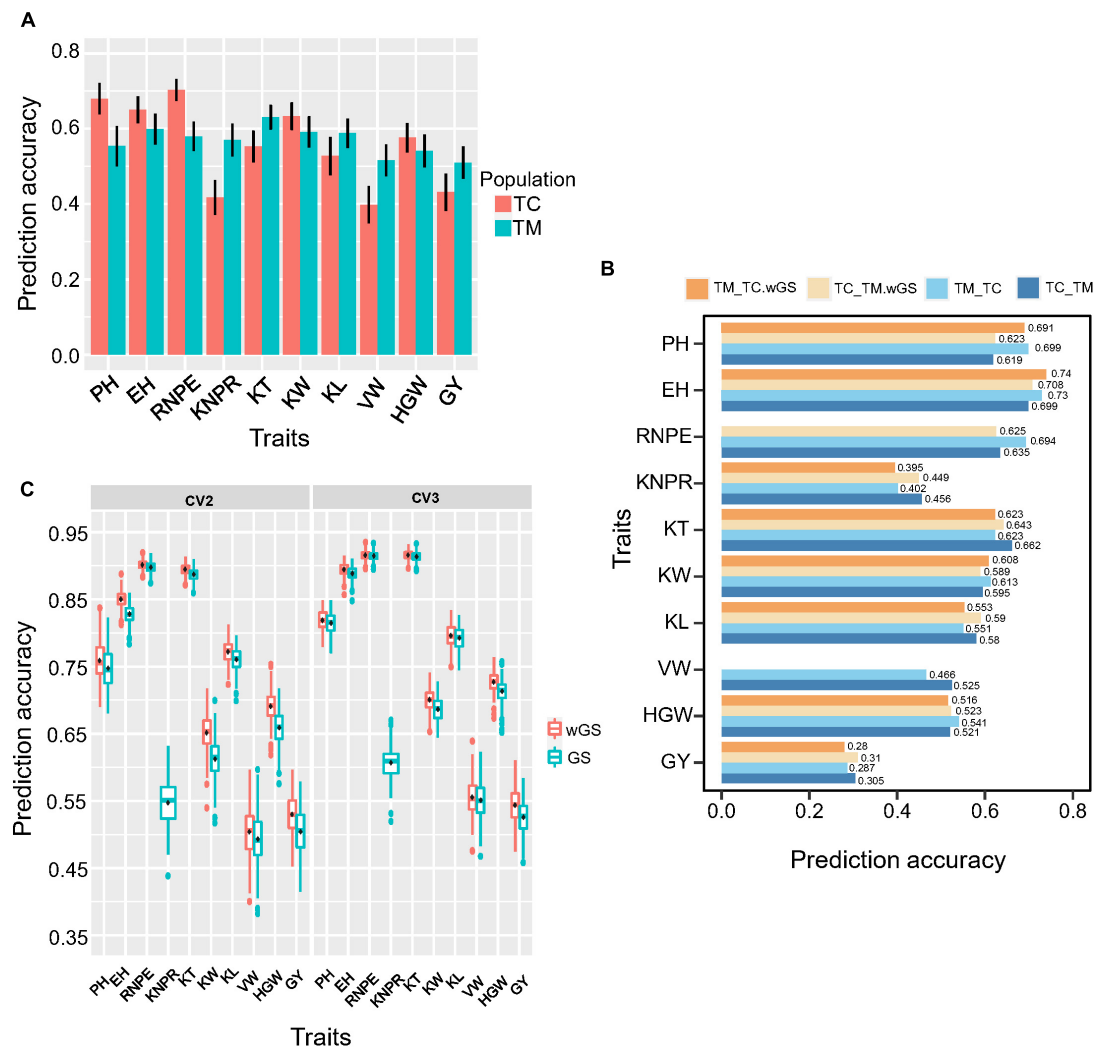 A
Prediction accuracy
0.8
0.6
0.4
0.2
0.0
PH EH RNPE KNPR KT KW KL VW HGW GY
Traits
Population
TC
TM
B
TM_TC.wGS TC_TM.wGS TM_TC TC_TM
Traits
PH
0.691
0.623
0.699
0.619
EH
0.74
0.708
0.73
0.699
RNPE
0.625
0.694
0.635
KNPR
0.395
0.449
0.402
0.456
KT
0.623
0.643
0.623
0.662
KW
0.608
0.589
0.613
0.595
KL
0.553
0.59
0.551
0.58
VW
0.466
0.525
HGW
0.516
0.523
0.541
0.521
GY
0.28
0.31
0.287
0.305
0.0 0.2 0.4 0.6 0.8
Prediction accuracy
C
CV2 CV3
Prediction accuracy
0.95
0.85
0.75
0.65
0.55
0.45
0.35
PH EH RNPE KNPR KT KW KL VW HGW GY PH EH RNPE KNPR KT KW KL VW HGW GY
Traits
wGS
GS